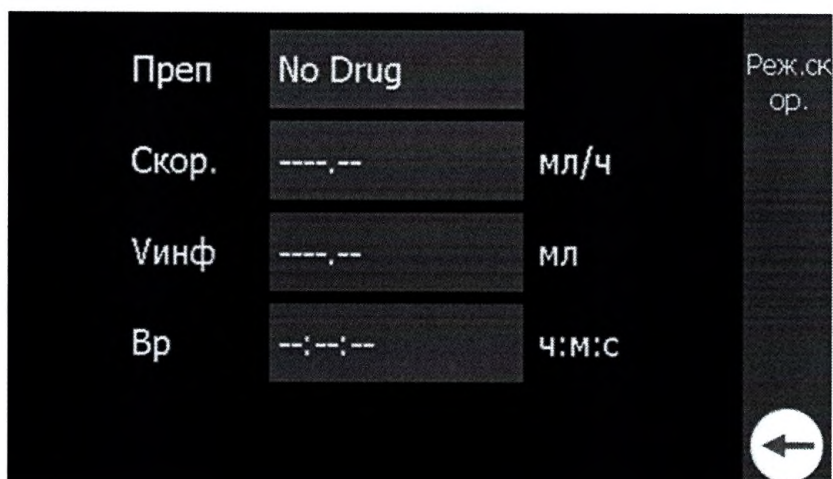 Преп No Drug
Реж.ск
ор.
Скор. ----.-- мл/ч
Vинф ----.-- мл
Вр --:--:-- ч:м:с